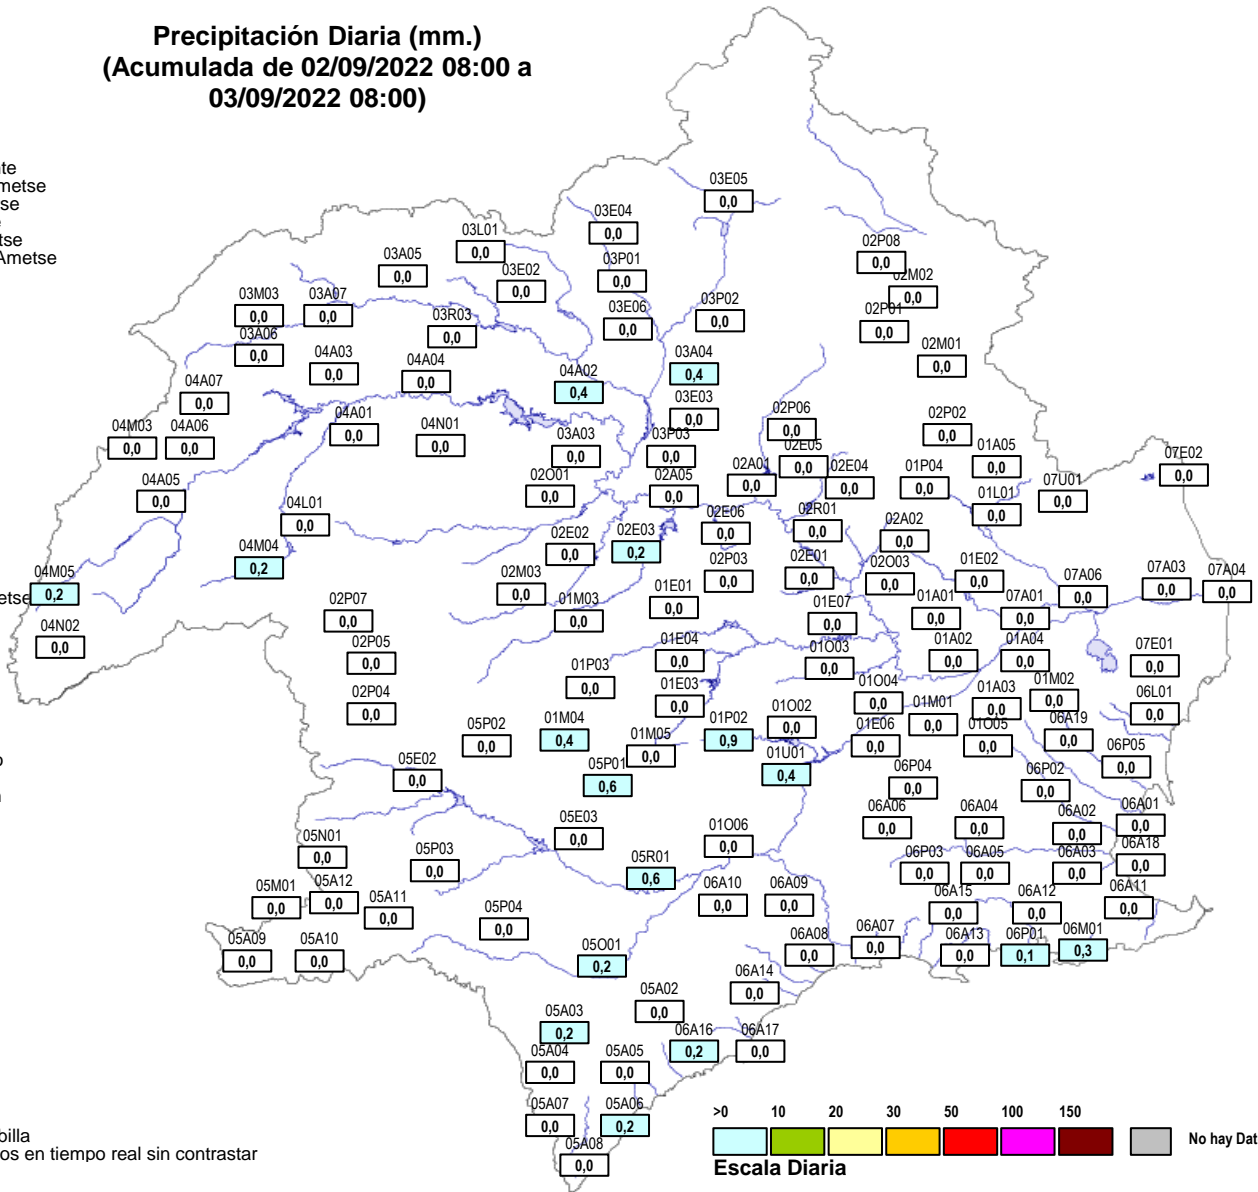 Precipitación Diaria (mm.)
(Acumulada de 02/09/2022 08:00 a
03/09/2022 08:00)
nte
metse
tse
e
tse
Ametse
03E05
0,0
03E04
0,0
03L01
0,0
03P01
0,0
02P08
0,0
03A05
0,0
03E02
0,0
02M02
0,0
03M03
0,0
03A07
0,0
03P02
0,0
03E06
0,0
02P01
0,0
03R03
0,0
03A06
0,0
04A03
0,0
03A04
0,4
02M01
0,0
04A04
0,0
04A02
0,4
04A07
0,0
03E03
0,0
02P06
0,0
02P02
0,0
04A01
0,0
04M03
0,0
04A06
0,0
04N01
0,0
03A03
0,0
03P03
0,0
02E05
0,0
01A05
0,0
07E02
0,0
02A01
0,0
02E04
0,0
01P04
0,0
04A05
0,0
02O01
0,0
02A05
0,0
07U01
0,0
01L01
0,0
04L01
0,0
02R01
0,0
02E06
0,0
02A02
0,0
02E02
0,0
02E03
0,2
04M04
0,2
02P03
0,0
02E01
0,0
02O03
0,0
01E02
0,0
04M05
0,2
02M03
0,0
07A03
0,0
07A04
0,0
07A06
0,0
etse
01E01
0,0
01M03
0,0
02P07
0,0
01E07
0,0
01A01
0,0
07A01
0,0
04N02
0,0
02P05
0,0
01E04
0,0
01O03
0,0
01A02
0,0
01A04
0,0
07E01
0,0
01P03
0,0
01E03
0,0
02P04
0,0
01O04
0,0
01A03
0,0
01M02
0,0
06L01
0,0
01M01
0,0
01O02
0,0
05P02
0,0
01M04
0,4
01P02
0,9
01M05
0,0
01E06
0,0
01O05
0,0
06A19
0,0
06P05
0,0
o
05E02
0,0
05P01
0,6
01U01
0,4
06P04
0,0
06P02
0,0
06A06
0,0
06A04
0,0
06A02
0,0
06A01
0,0
05E03
0,0
01O06
0,0
05N01
0,0
05P03
0,0
05R01
0,6
06P03
0,0
06A05
0,0
06A03
0,0
06A18
0,0
05M01
0,0
05A12
0,0
05A11
0,0
06A10
0,0
06A09
0,0
06A15
0,0
06A12
0,0
06A11
0,0
05P04
0,0
05A09
0,0
05A10
0,0
05O01
0,2
06A08
0,0
06A07
0,0
06A13
0,0
06P01
0,1
06M01
0,3
06A14
0,0
05A02
0,0
05A03
0,2
06A16
0,2
06A17
0,0
05A04
0,0
05A05
0,0
05A07
0,0
05A06
0,2
05A08
0,0
billa
os en tiempo real sin contrastar
>0 10 20 30 50 100 150
No hay Dat
Escala Diaria